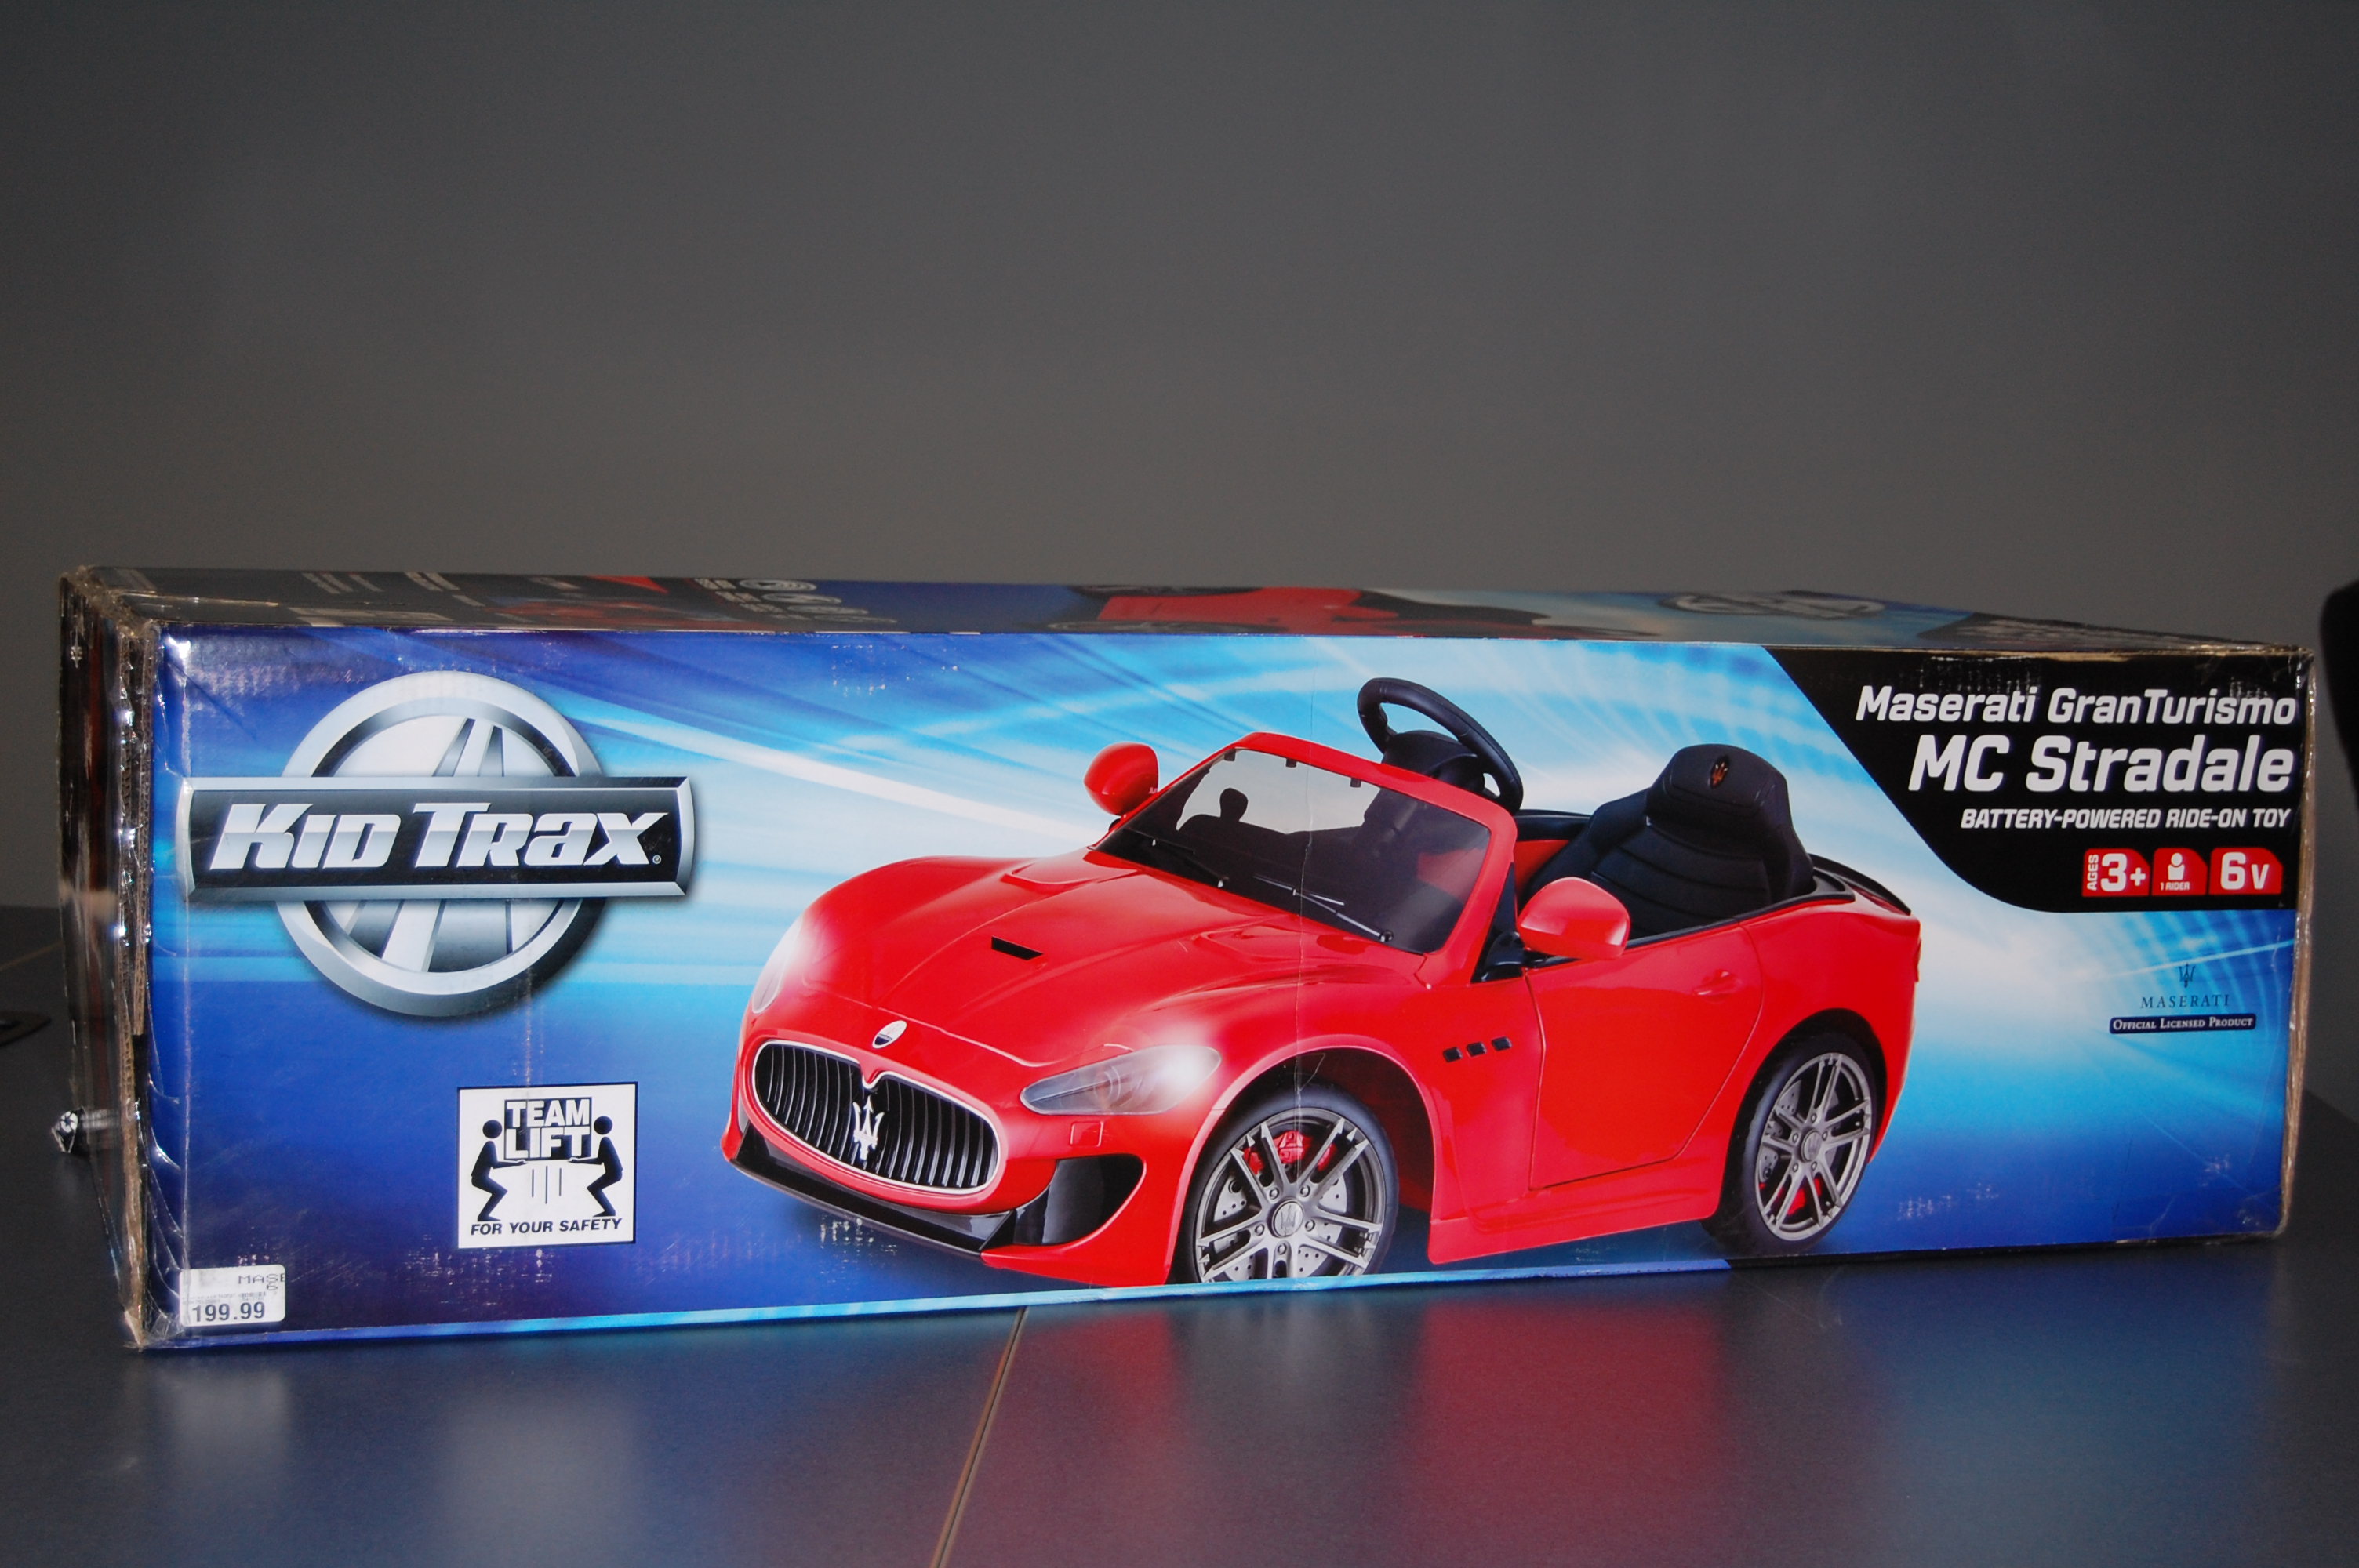 KID TRAX
Maserati GranTurismo
MC Stradale
BATTERY-POWERED RIDE-ON TOY
AGES 3+
1 RIDER
6V
MASERATI
OFFICIAL LICENSED PRODUCT
TEAM
LIFT
FOR YOUR SAFETY
199.99